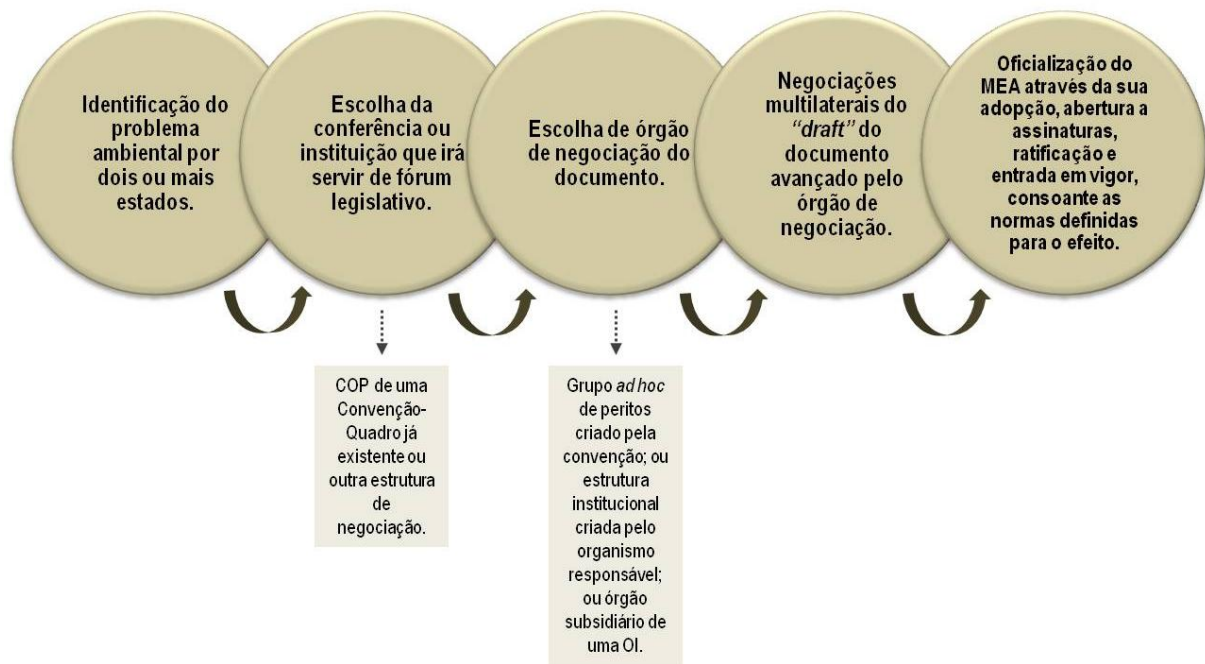 Identificação do
problema
ambiental por
dois ou mais
estados.
Escolha da
conferência ou
instituição que irá
servir de fórum
legislativo.
Escolha de órgão
de negociação do
documento.
Negociações
multilaterais do
“draft” do
documento
avançado pelo
órgão de
negociação.
Oficialização do
MEA através da sua
adopção, abertura a
assinaturas,
ratificação e
entrada em vigor,
consoante as
normas definidas
para o efeito.
COP de uma
Convenção-
Quadro já
existente ou
outra estrutura
de
negociação.
Grupo ad hoc
de peritos
criado pela
convenção; ou
estrutura
institucional
criada pelo
organismo
responsável;
ou órgão
subsidiário de
uma OI.